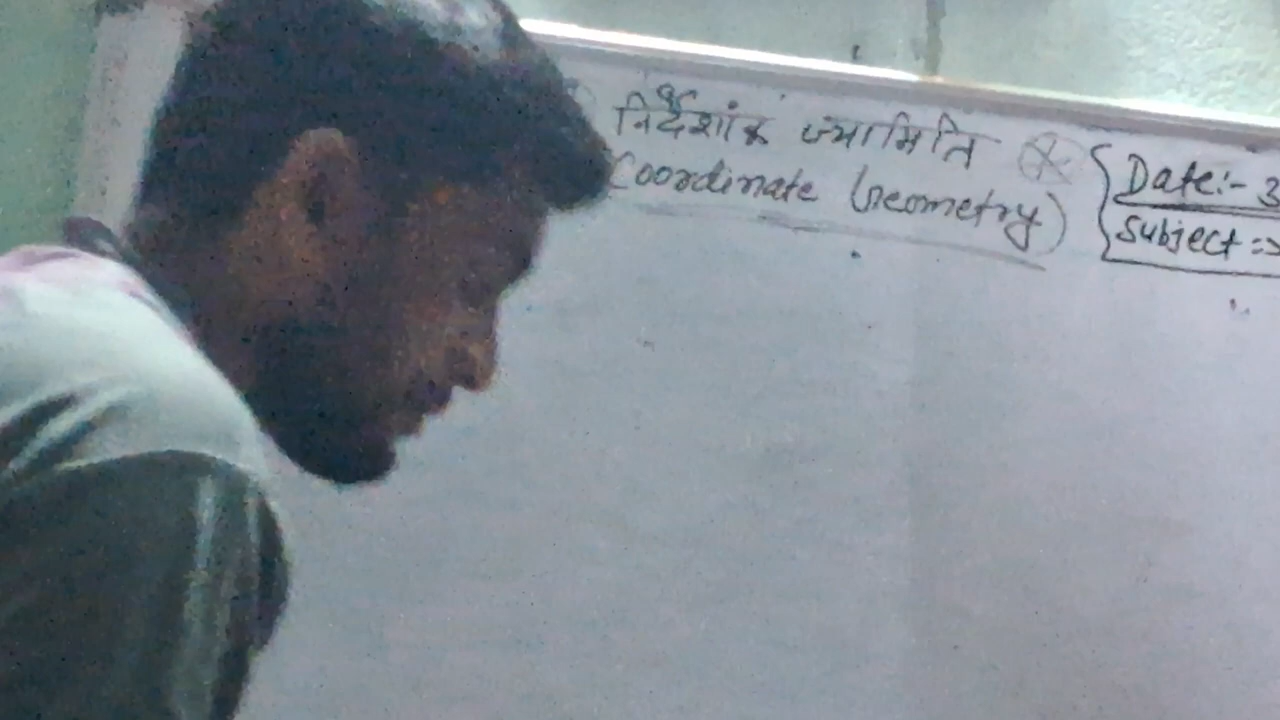 निर्देशांक ज्यामिति
Coordinate Geometry)
Date:- 3
Subject =>